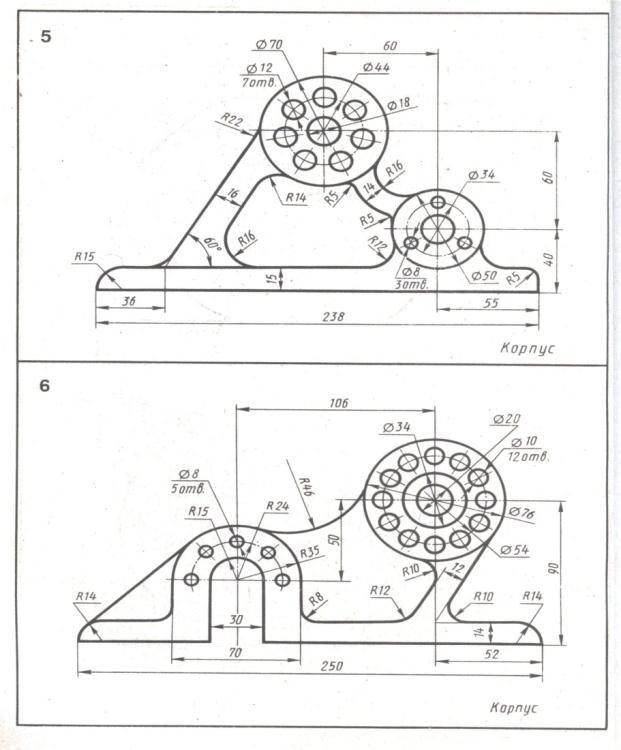 5
Ø70
60
Ø12
7отв.
Ø44
Ø18
R22
R16
16
R14
R5
14
Ø34
60
R5
60°
R16
R12
R15
15
Ø8
3отв.
Ø50
R5
40
36
55
238
Корпус
6
106
Ø20
Ø34
Ø10
12отв.
Ø8
5отв.
R46
R24
R15
50
Ø76
R35
Ø54
90
R10
12
R14
R8
R12
R10
R14
30
14
70
52
250
Корпус